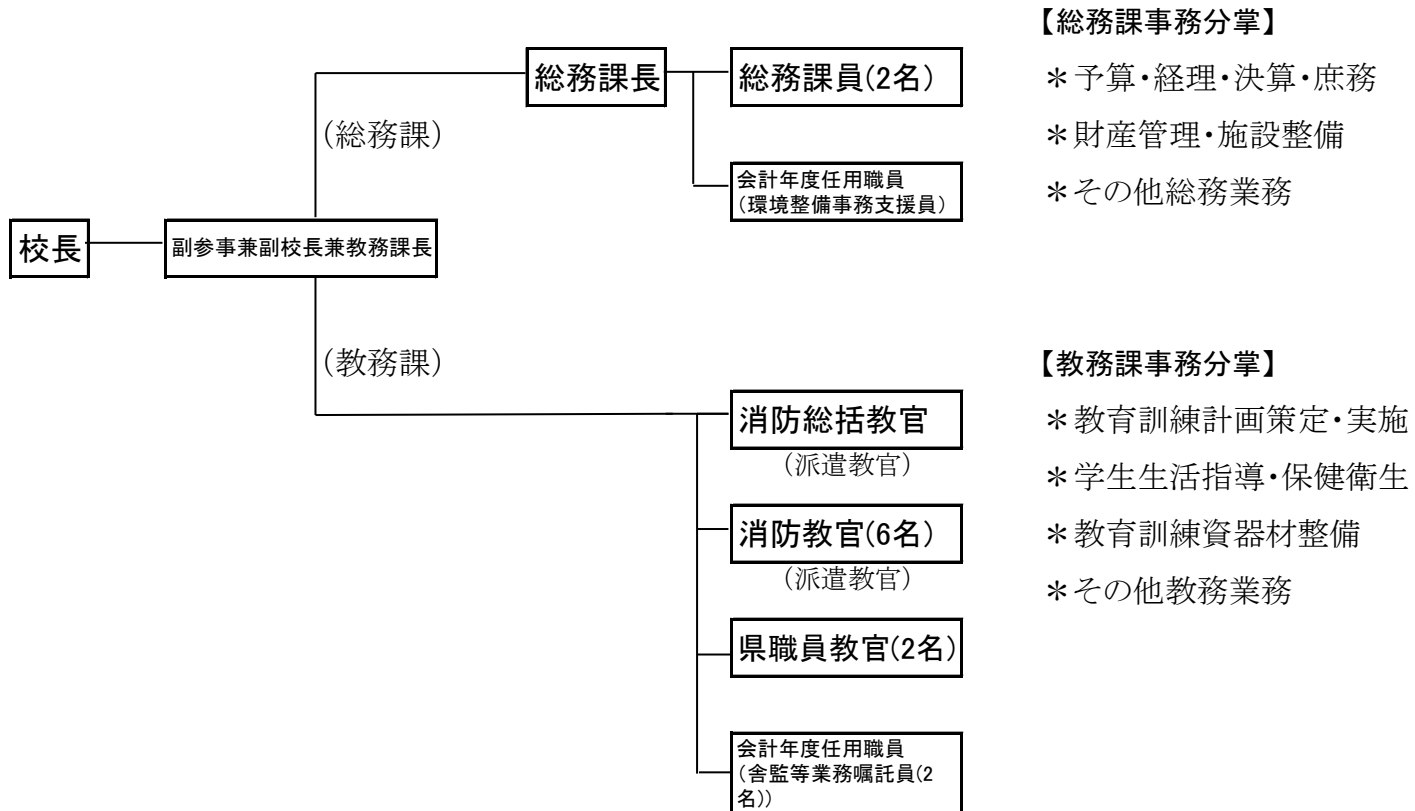 校長
副参事兼副校長兼教務課長
(総務課)
総務課長
総務課員(2名)
会計年度任用職員
(環境整備事務支援員)
【総務課事務分掌】
＊予算・経理・決算・庶務
＊財産管理・施設整備
＊その他総務業務
(教務課)
消防総括教官
(派遣教官)
消防教官(6名)
(派遣教官)
県職員教官(2名)
会計年度任用職員
(舎監等業務嘱託員(2
名))
【教務課事務分掌】
＊教育訓練計画策定・実施
＊学生生活指導・保健衛生
＊教育訓練資器材整備
＊その他教務業務